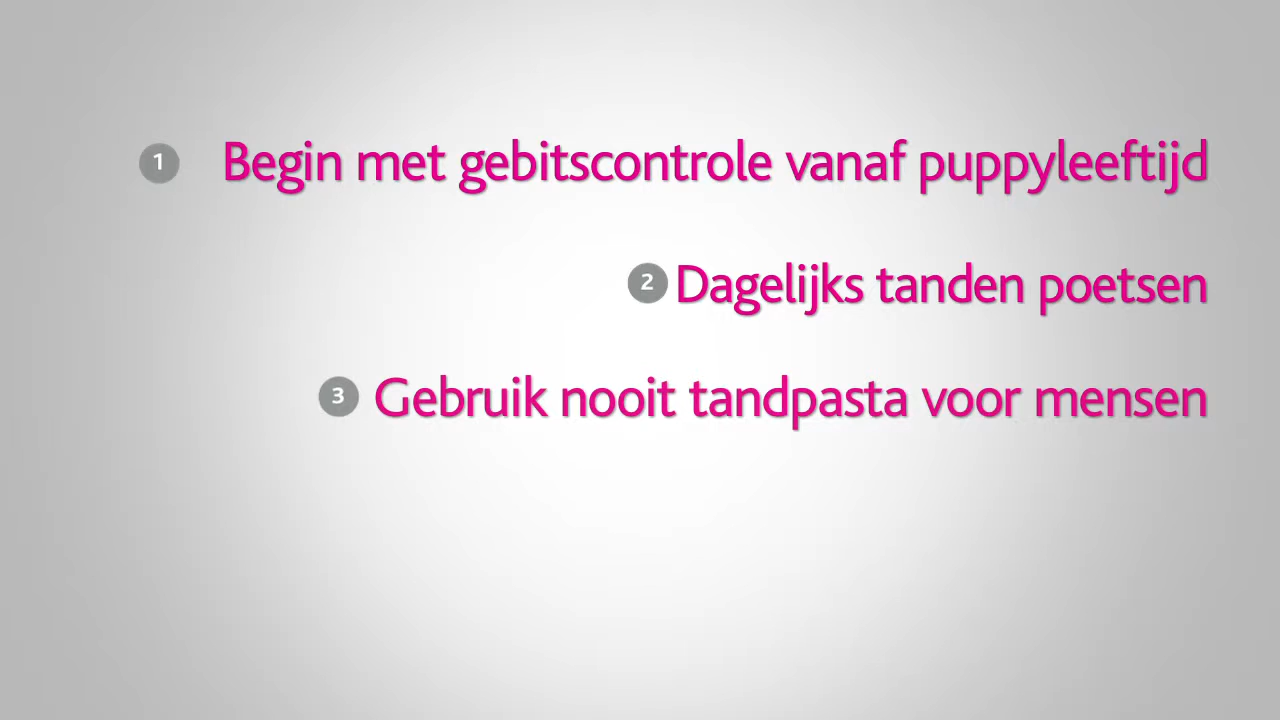 1 Begin met gebitscontrole vanaf puppyleeftijd
2 Dagelijks tanden poetsen
3 Gebruik nooit tandpasta voor mensen